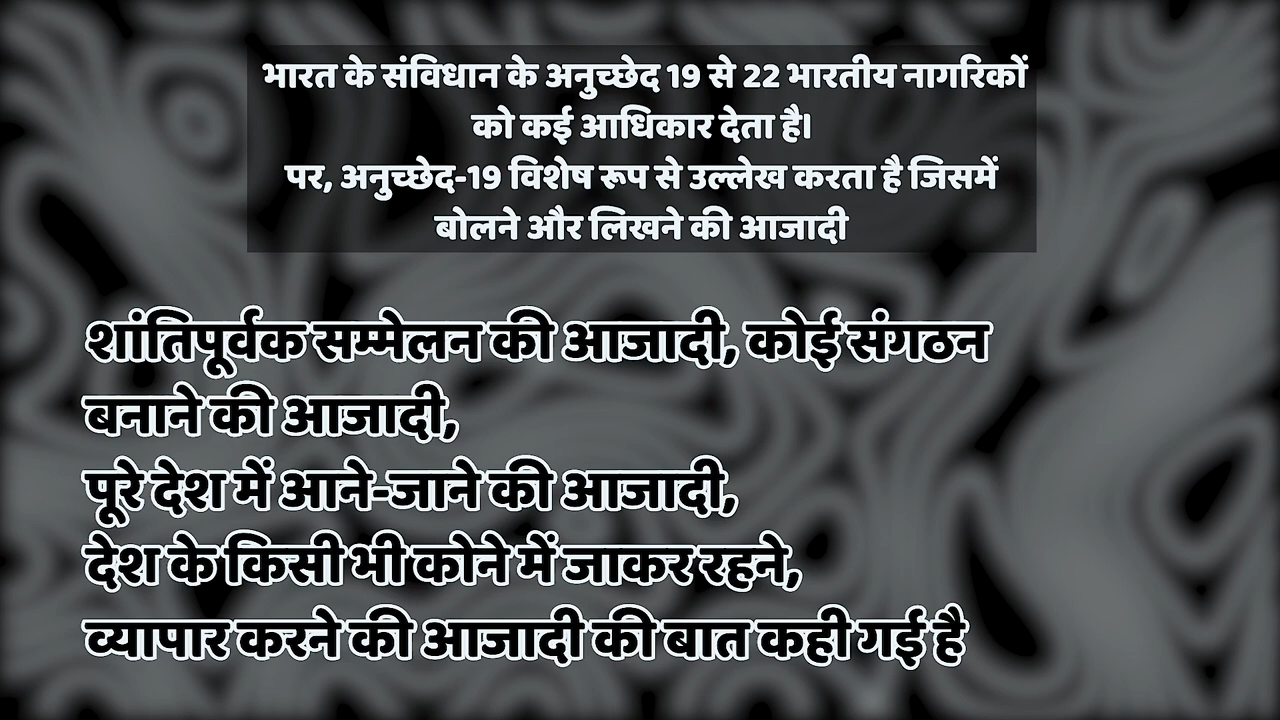 भारत के संविधान के अनुच्छेद 19 से 22 भारतीय नागरिकों
को कई आधिकार देता है।
पर, अनुच्छेद-19 विशेष रूप से उल्लेख करता है जिसमें
बोलने और लिखने की आजादी
शांतिपूर्वक सम्मेलन की आजादी, कोई संगठन
बनाने की आजादी,
पूरे देश में आने-जाने की आजादी,
देश के किसी भी कोने में जाकर रहने,
व्यापार करने की आजादी की बात कही गई है